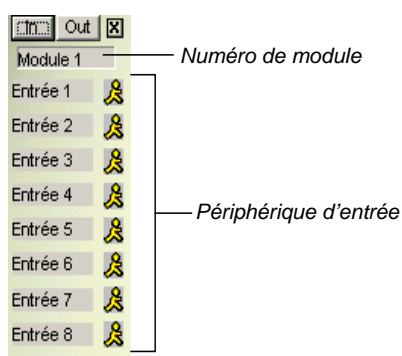 In Out X
Module 1
Numéro de module
Entrée 1
Entrée 2
Entrée 3
Entrée 4
Entrée 5
Périphérique d'entrée
Entrée 6
Entrée 7
Entrée 8